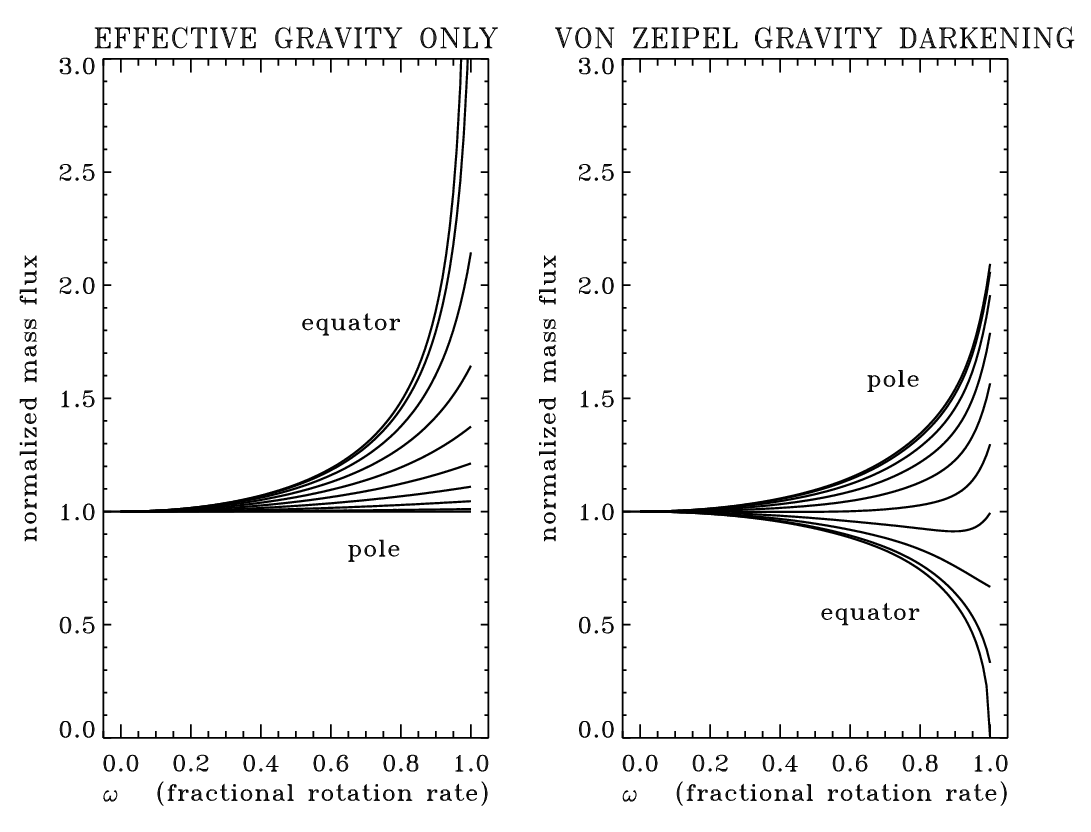 EFFECTIVE GRAVITY ONLY
3.0
2.5
2.0
1.5
1.0
0.5
0.0
normalized mass flux
equator
pole
0.0 0.2 0.4 0.6 0.8 1.0
ω (fractional rotation rate)
VON ZEIPEL GRAVITY DARKENING
3.0
2.5
2.0
1.5
1.0
0.5
0.0
normalized mass flux
pole
equator
0.0 0.2 0.4 0.6 0.8 1.0
ω (fractional rotation rate)